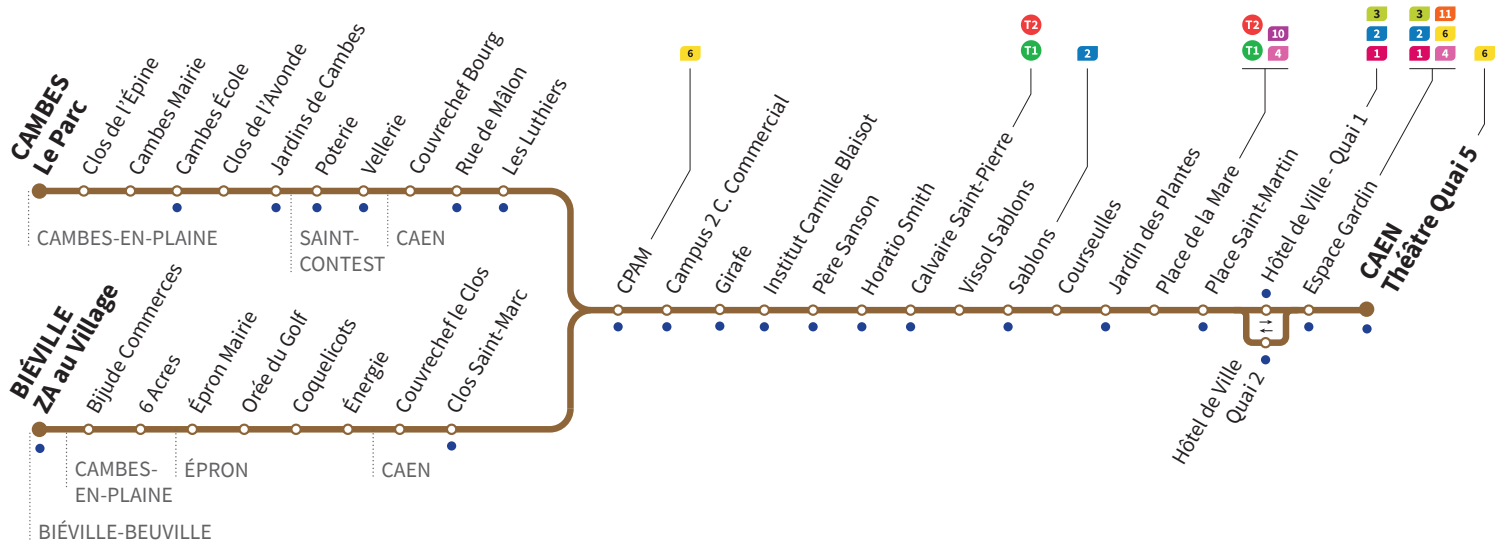 CAMBES
Le Parc
Clos de l'Épine
Cambes Mairie
Cambes École
Clos de l'Avonde
Jardins de Cambes
Poterie
Vellerie
Couvrechef Bourg
Rue de Mâlon
Les Luthiers
CAMBES-EN-PLAINE
SAINT-
CONTEST
CAEN
BIÉVILLE
ZA au Village
Bijude Commerces
6 Acres
Épron Mairie
Orée du Golf
Coquelicots
Énergie
Couvrechef le Clos
Clos Saint-Marc
CAMBES-
EN-PLAINE
ÉPRON
CAEN
BIÉVILLE-BEUVILLE
6
CPAM
Campus 2 C. Commercial
Girafe
Institut Camille Blaisot
Père Sanson
Horatio Smith
T2
T1
Calvaire Saint-Pierre
Vissol Sablons
2
Sablons
Courseulles
Jardin des Plantes
T2 10
T1 4
Place de la Mare
Place Saint-Martin
3
2
1
Hôtel de Ville - Quai 1
Hôtel de Ville
Quai 2
3 11
2 6
1 4
Espace Gardin
6
CAEN
Théâtre Quai 5